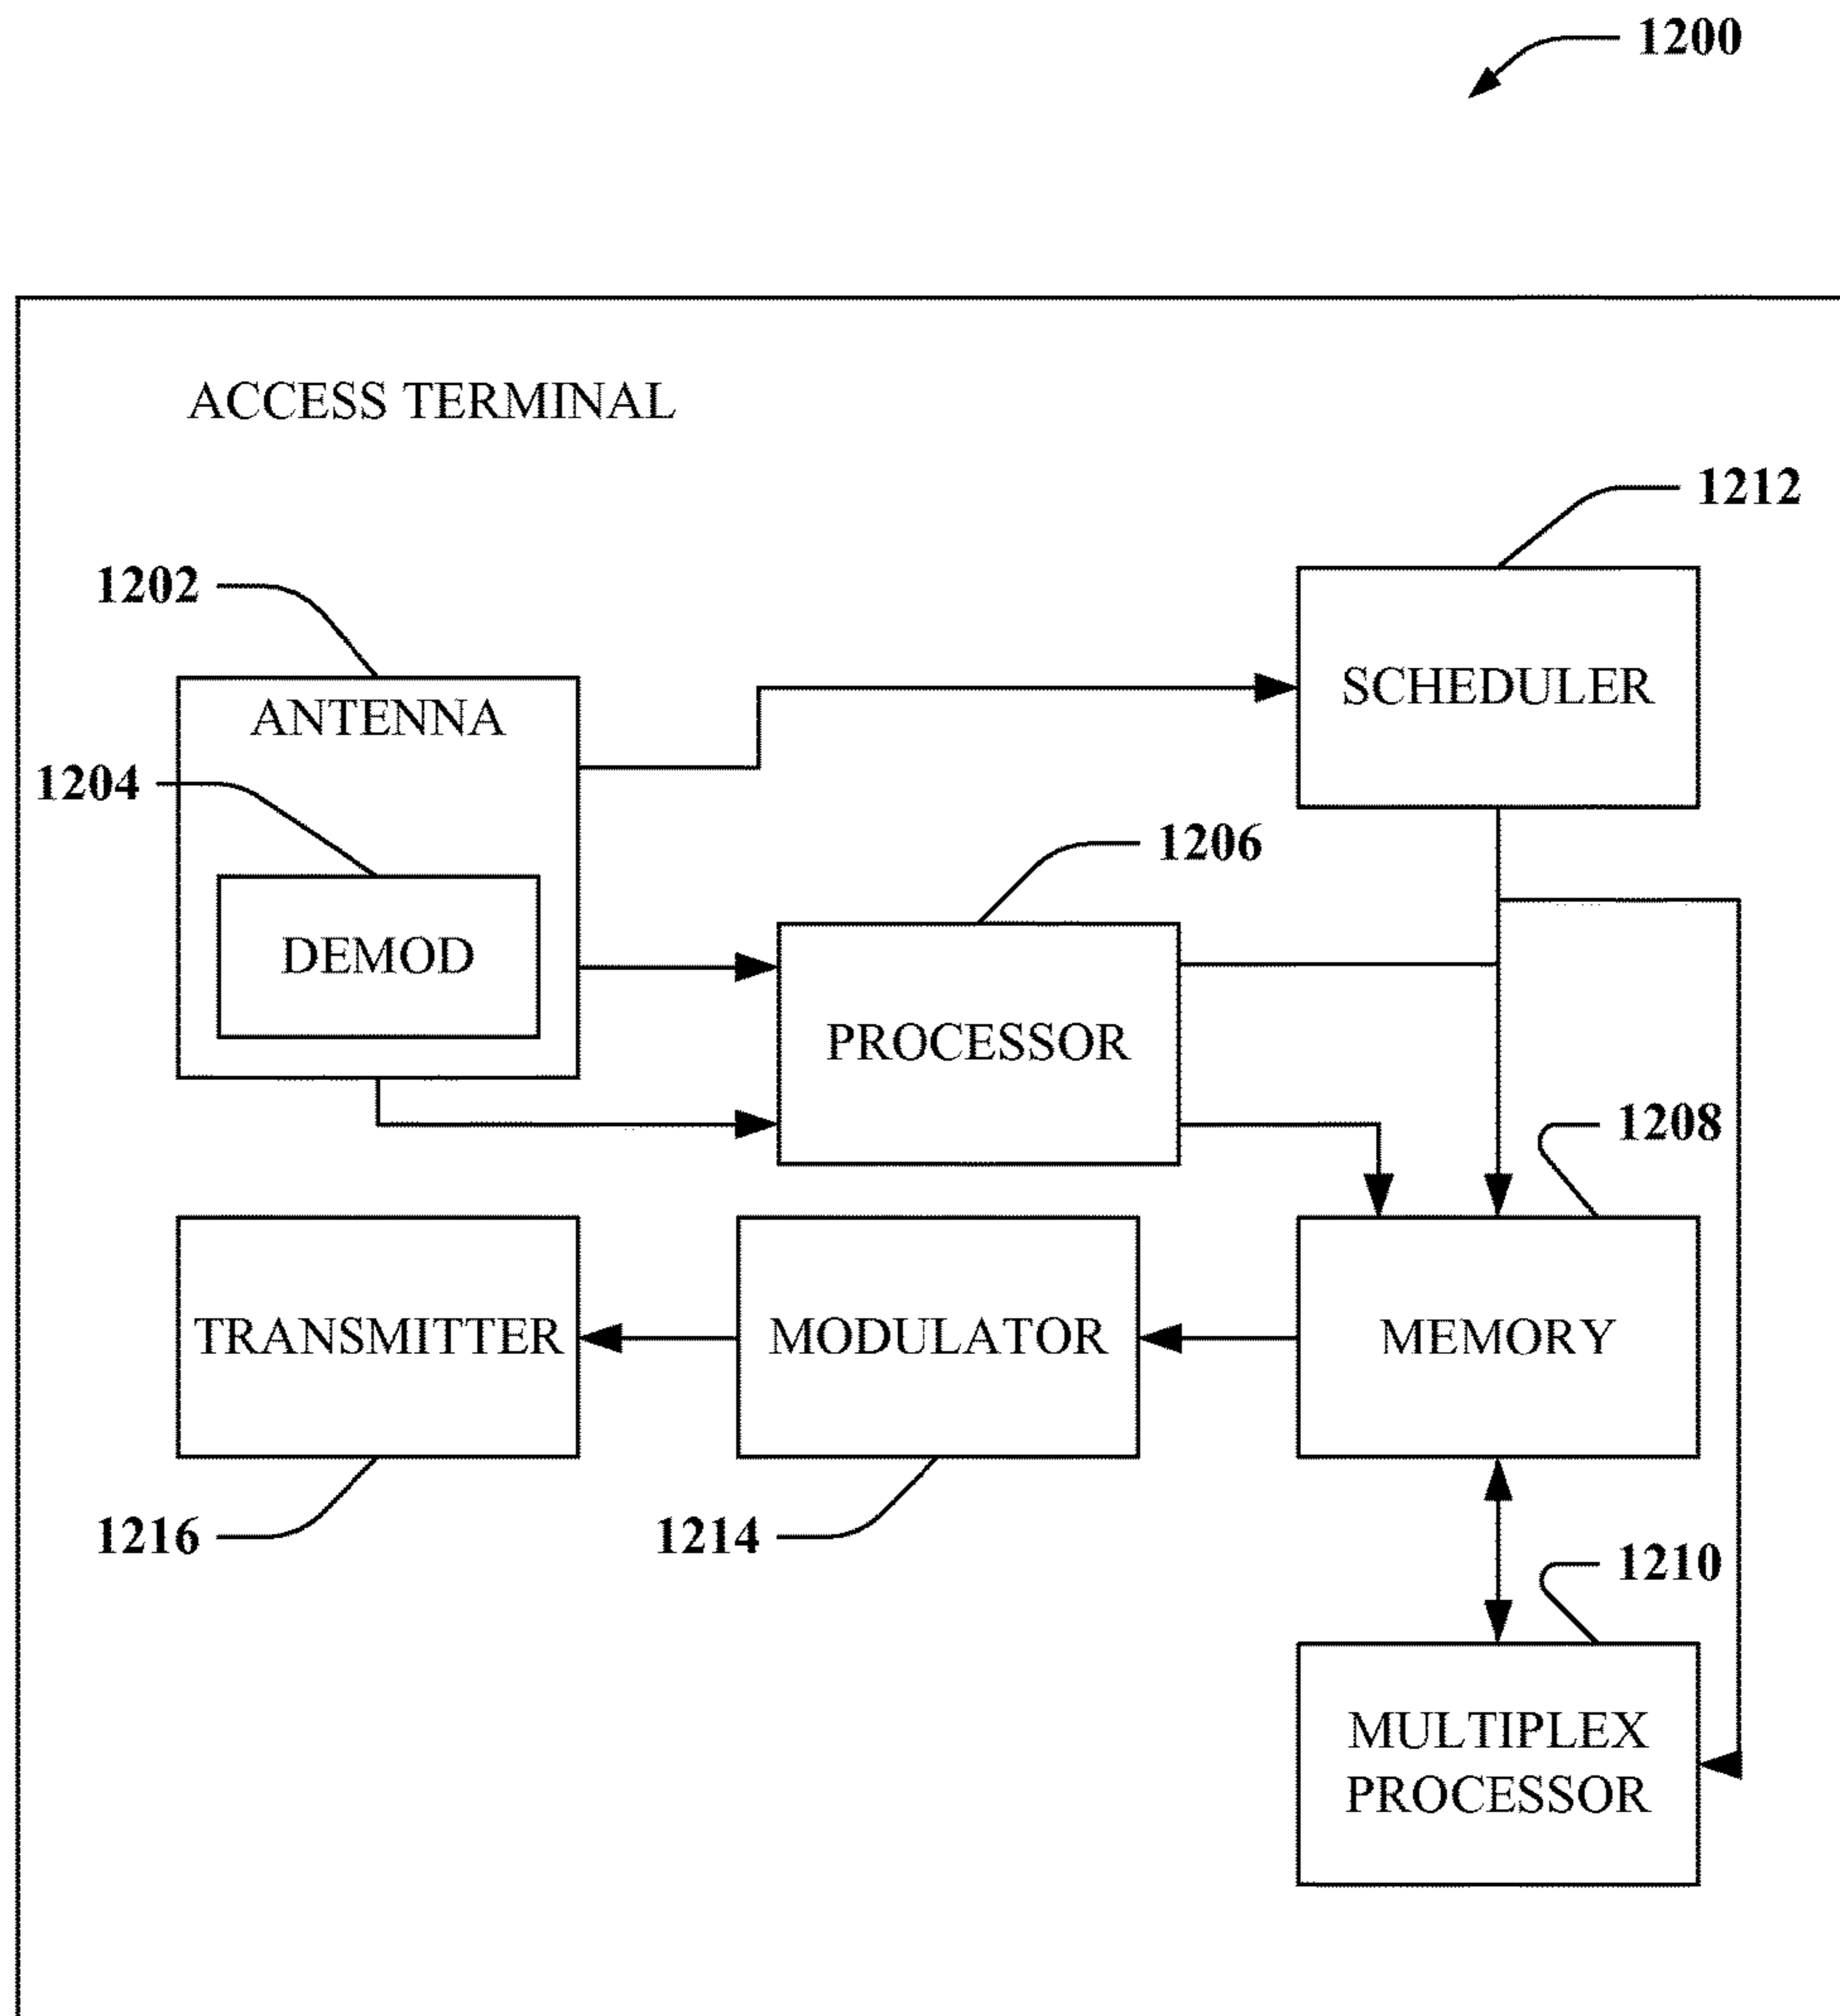 1200
ACCESS TERMINAL
1212
1202
SCHEDULER
ANTENNA
1204
1206
DEMOD
PROCESSOR
1208
TRANSMITTER
MODULATOR
MEMORY
1216
1214
1210
MULTIPLEX
PROCESSOR